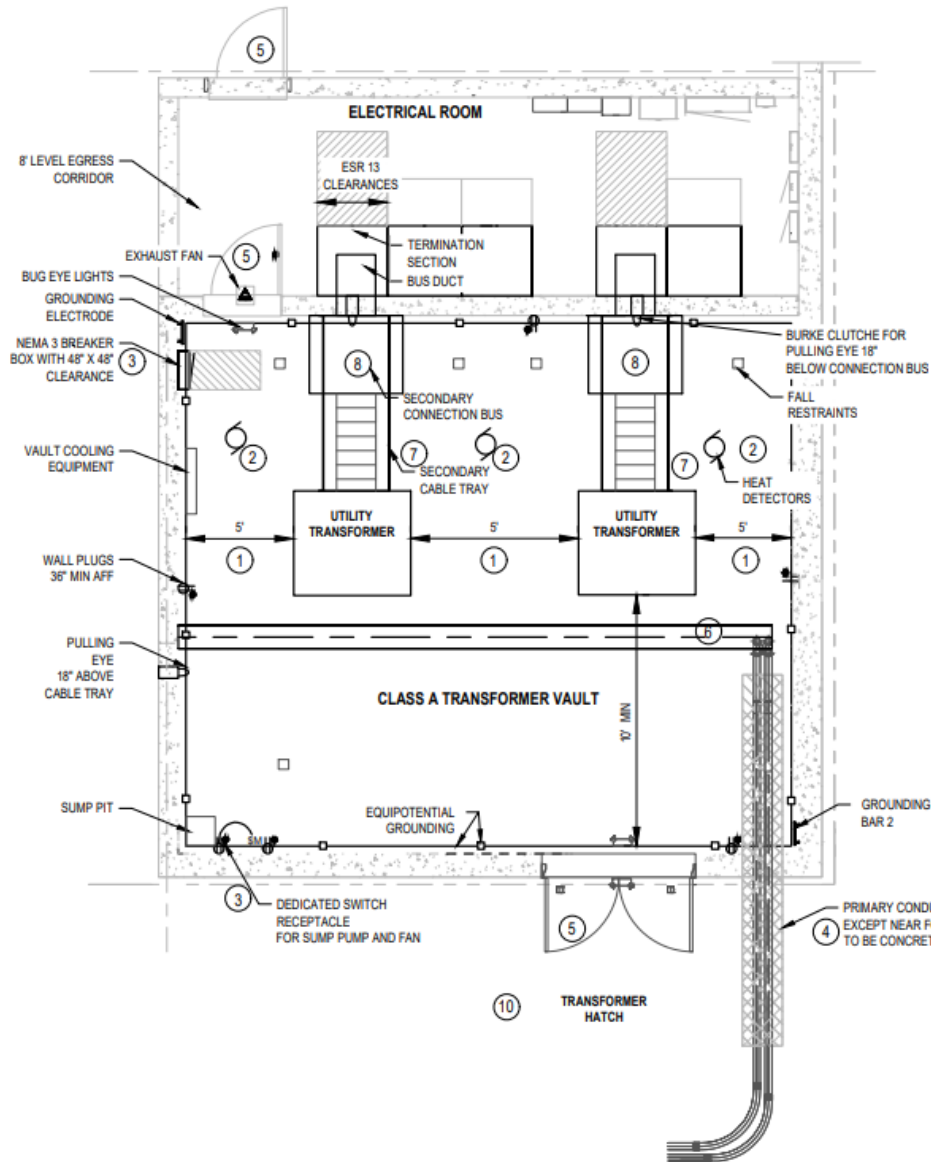 5
ELECTRICAL ROOM
8' LEVEL EGRESS
CORRIDOR
ESR 13
CLEARANCES
EXHAUST FAN
5
TERMINATION
SECTION
BUS DUCT
BUG EYE LIGHTS
GROUNDING
ELECTRODE
NEMA 3 BREAKER
BOX WITH 48" X 48"
CLEARANCE
3
BURKE CLUTCHE FOR
PULLING EYE 18"
BELOW CONNECTION BUS
8
8
SECONDARY
CONNECTION BUS
FALL
RESTRAINTS
VAULT COOLING
EQUIPMENT
2
2
2
7
SECONDARY
CABLE TRAY
7
HEAT
DETECTORS
UTILITY
TRANSFORMER
UTILITY
TRANSFORMER
5'
5'
5'
1
1
1
WALL PLUGS
36" MIN AFF
6
PULLING
EYE
18" ABOVE
CABLE TRAY
CLASS A TRANSFORMER VAULT
10' MIN
SUMP PIT
EQUIPOTENTIAL
GROUNDING
GROUNDING
BAR 2
3
DEDICATED SWITCH
RECEPTACLE
FOR SUMP PUMP AND FAN
5
PRIMARY CONDU
EXCEPT NEAR F
4
TO BE CONCRET
10
TRANSFORMER
HATCH